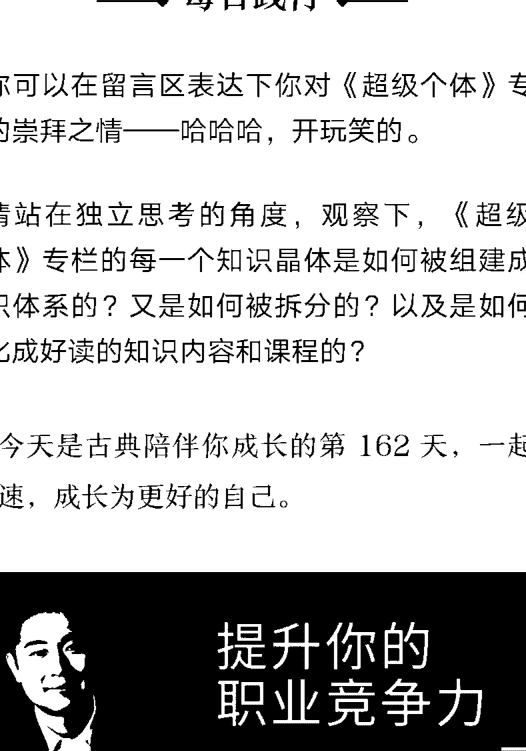 每日践行
你可以在留言区表达下你对《超级个体》专
的崇拜之情——哈哈哈，开玩笑的。
请站在独立思考的角度，观察下，《超级
体》专栏的每一个知识晶体是如何被组建成
识体系的？又是如何被拆分的？以及是如何
化成好读的知识内容和课程的？
今天是古典陪伴你成长的第 162 天，一起
速，成长为更好的自己。
提升你的
职业竞争力